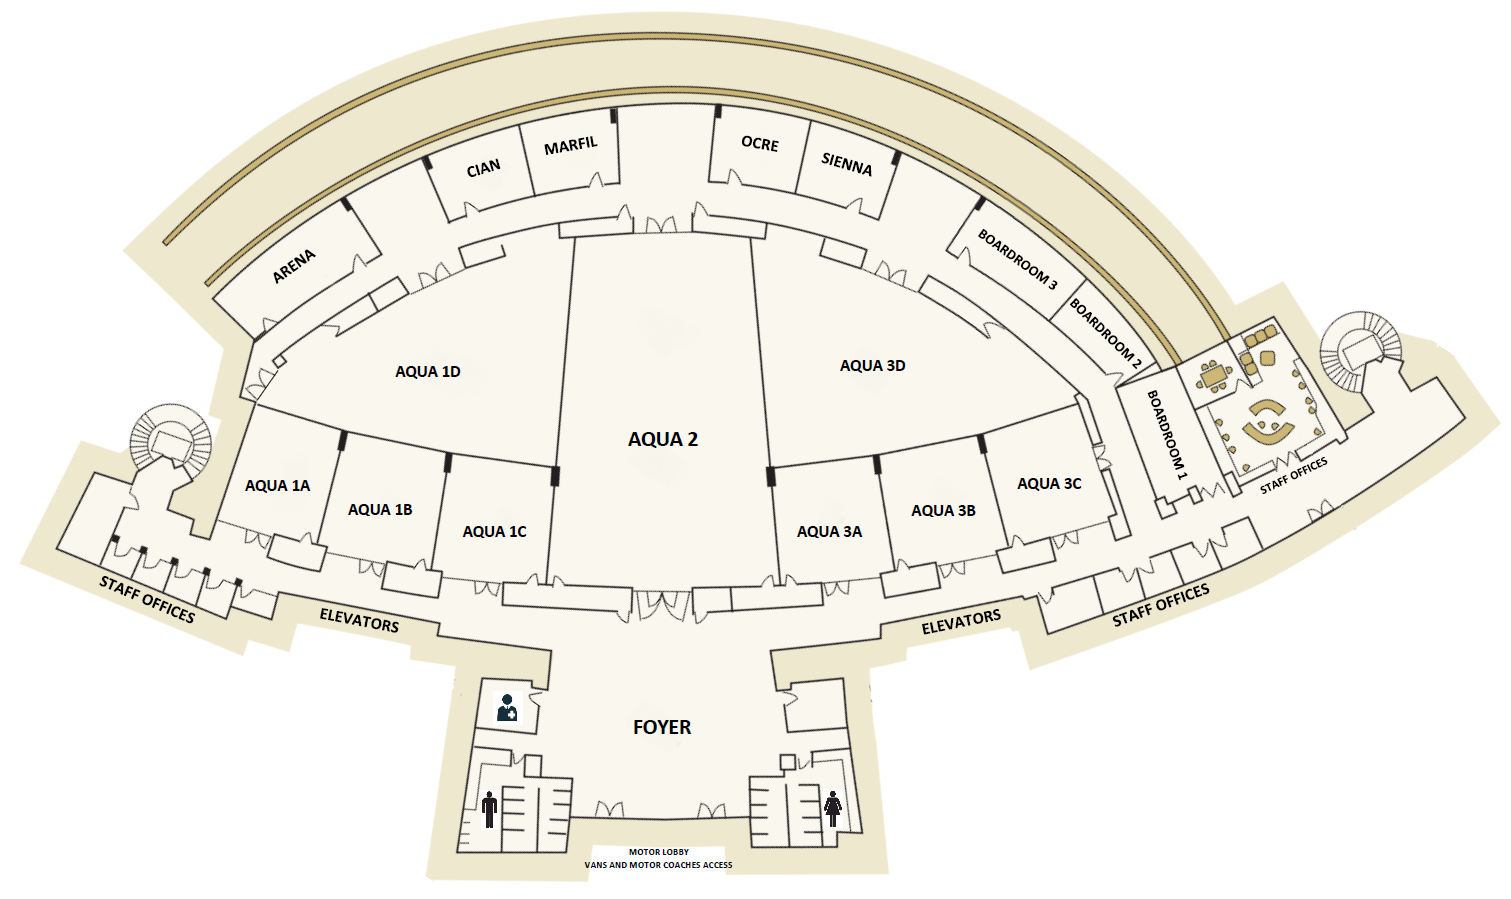 MARFIL
OCRE
CIAN
SIENNA
ARENA
BOARDROOM 3
BOARDROOM 2
AQUA 1D
AQUA 3D
BOARDROOM 1
AQUA 2
AQUA 1A
AQUA 1B
AQUA 1C
AQUA 3A
AQUA 3B
AQUA 3C
STAFF OFFICES
STAFF OFFICES
ELEVATORS
ELEVATORS
STAFF OFFICES
FOYER
MOTOR LOBBY
VANS AND MOTOR COACHES ACCESS